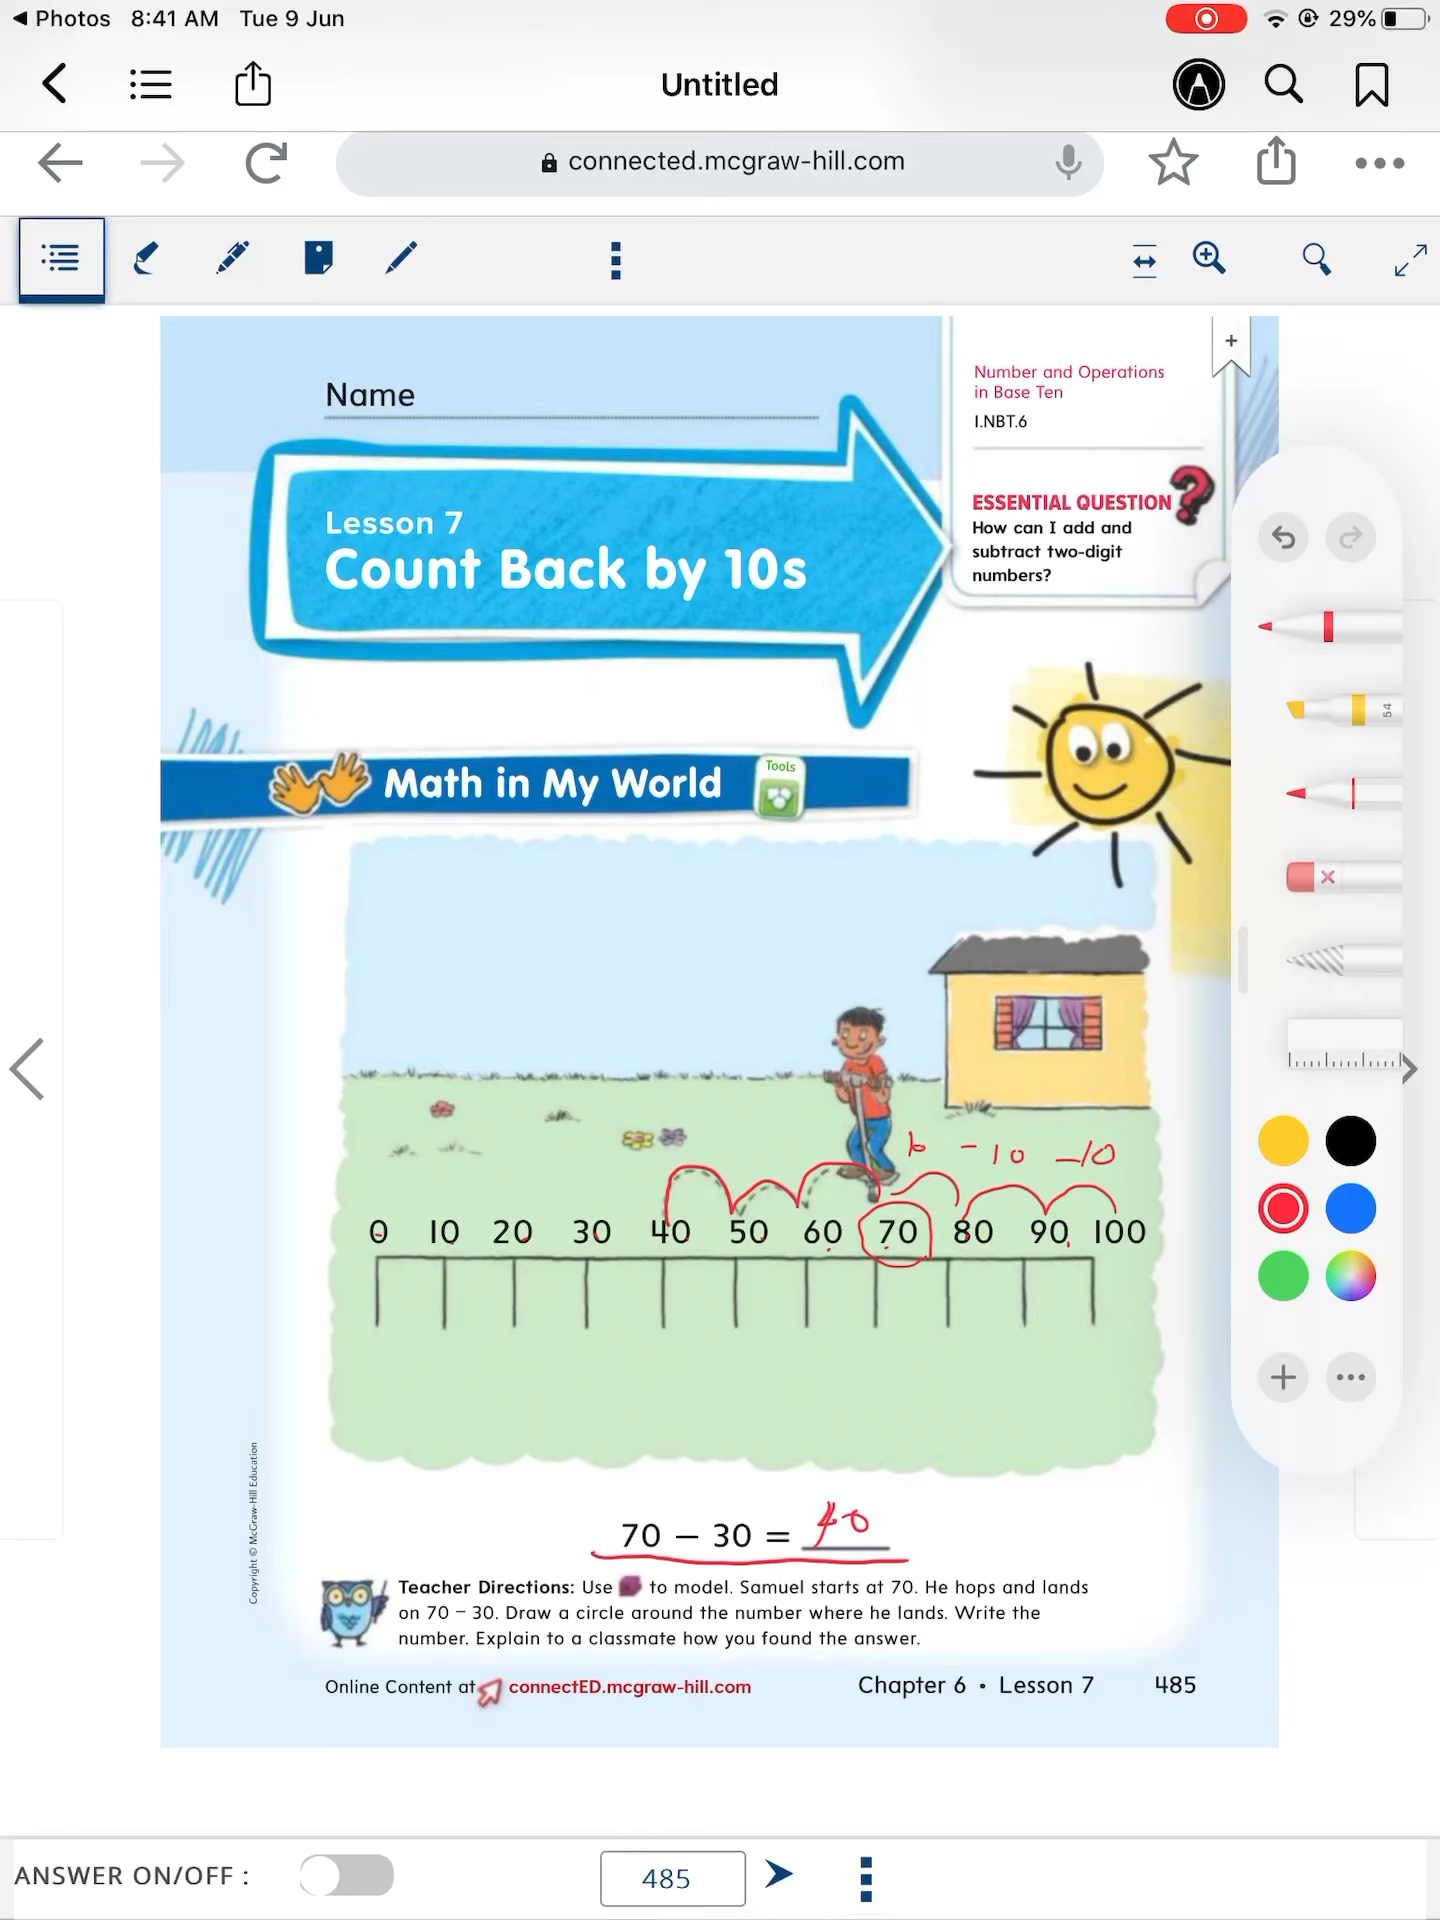 Photos 8:41 AM Tue 9 Jun
29%
Untitled
connected.mcgraw-hill.com
Name
Number and Operations
in Base Ten
1.NBT.6
ESSENTIAL QUESTION
How can I add and
subtract two-digit
numbers?
Lesson 7
Count Back by 10s
Math in My World
Tools
54
-10 -10
0 10 20 30 40 50 60 70 80 90 100
70 – 30 = 40
Teacher Directions: Use to model. Samuel starts at 70. He hops and lands
on 70 – 30. Draw a circle around the number where he lands. Write the
number. Explain to a classmate how you found the answer.
Copyright © McGraw-Hill Education
Online Content at connectED.mcgraw-hill.com
Chapter 6 • Lesson 7 485
ANSWER ON/OFF :
485